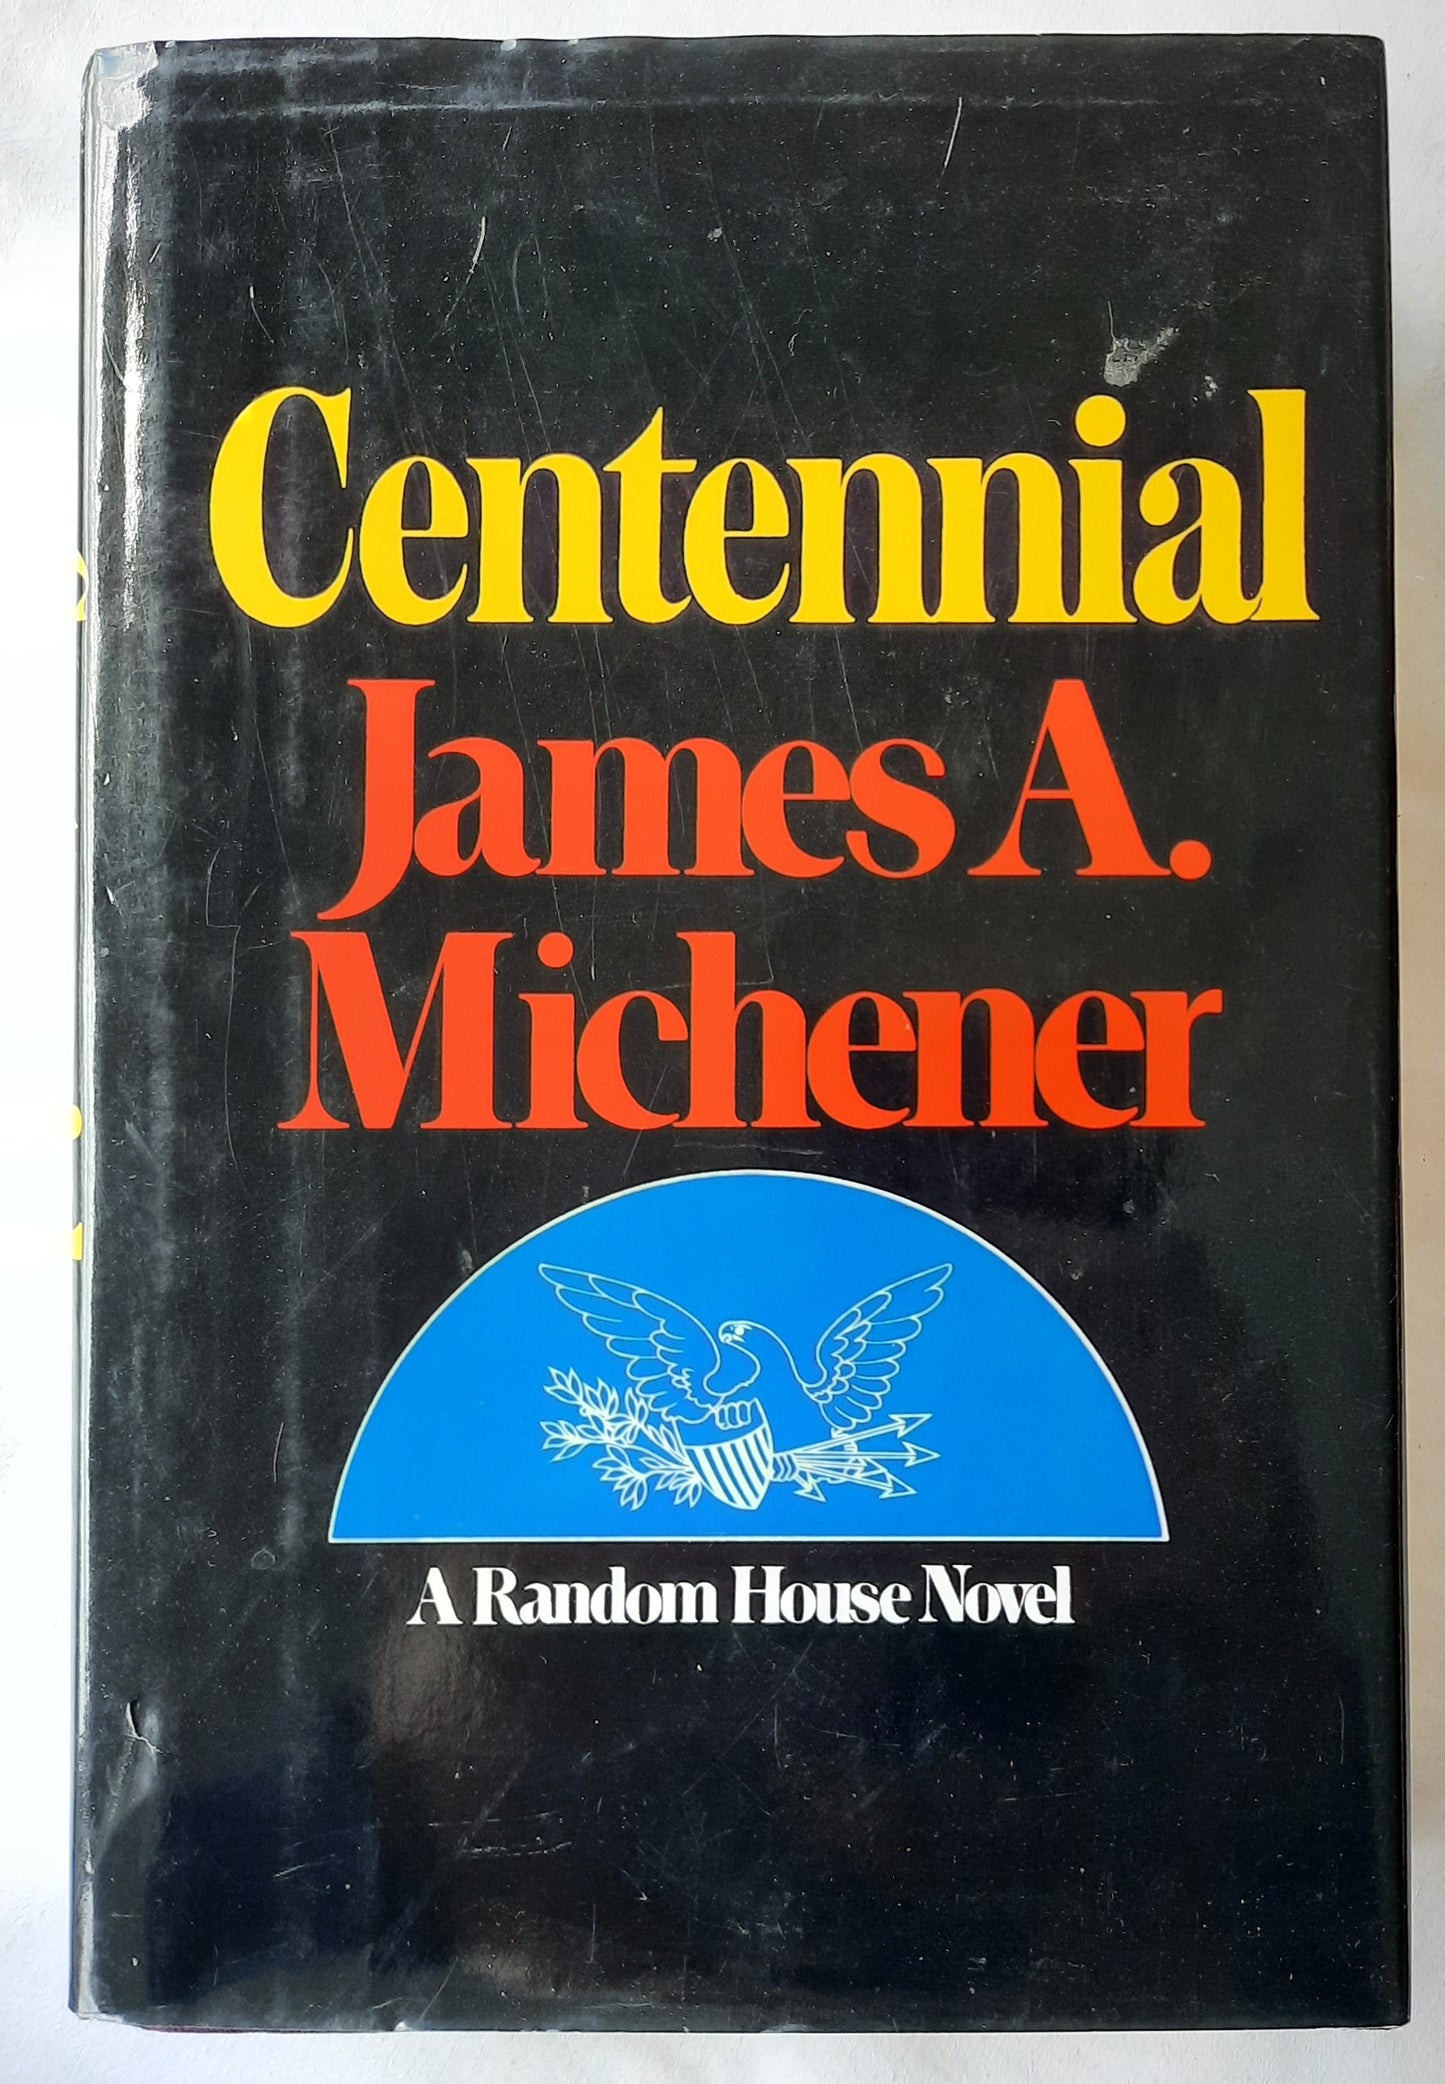 Centennial
James A.
Michener
A Random House Novel